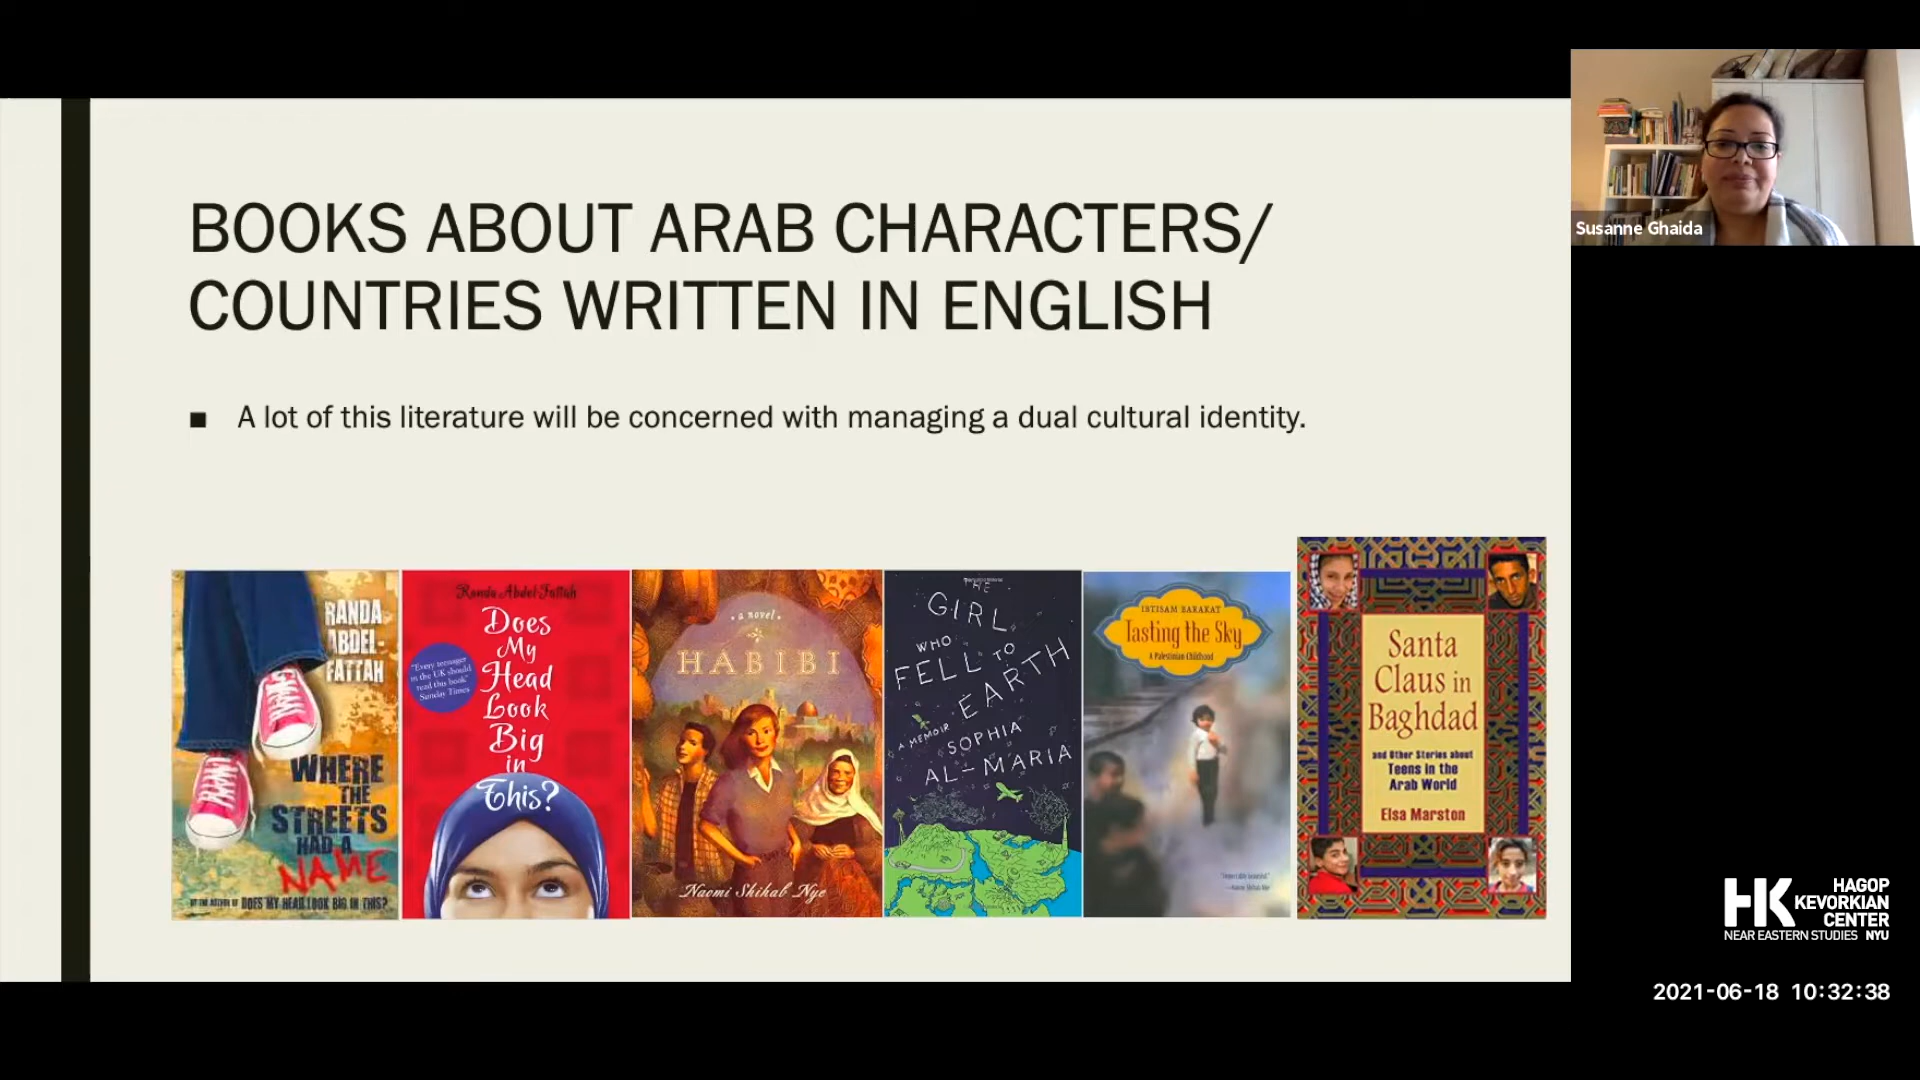 BOOKS ABOUT ARAB CHARACTERS/
COUNTRIES WRITTEN IN ENGLISH
■ A lot of this literature will be concerned with managing a dual cultural identity.
RANDA
ABDEL-
FATTAH
WHERE
THE
STREETS
HAD A
NAME
BY THE AUTHOR OF DOES MY HEAD LOOK BIG IN THIS?
Randa Abdel-Fattah
Does
My
Head
Look
Big
in
This?
"Every teenager
in the UK should
read this book"
Sunday Times
• a novel •
HABIBI
Naomi Shihab Nye
THE
GIRL
WHO
FELL TO
EARTH
A MEMOIR
SOPHIA
AL-MARIA
IBTISAM BARAKAT
Tasting the Sky
A Palestinian Childhood
—Naomi Shihab Nye
Santa
Claus in
Baghdad
and Other Stories about
Teens in the
Arab World
Elsa Marston
Susanne Ghaida
HK
HAGOP
KEVORKIAN
CENTER
NEAR EASTERN STUDIES NYU
2021-06-18 10:32:38